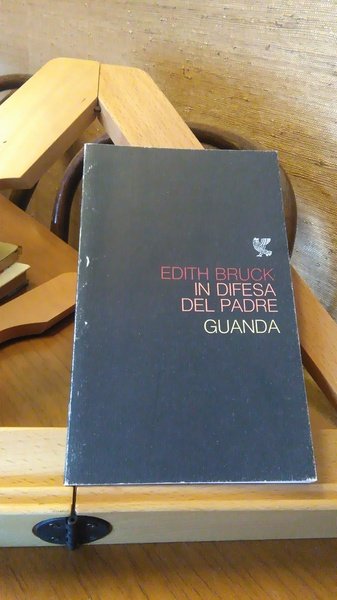 EDITH BRUCK
IN DIFESA
DEL PADRE
GUANDA